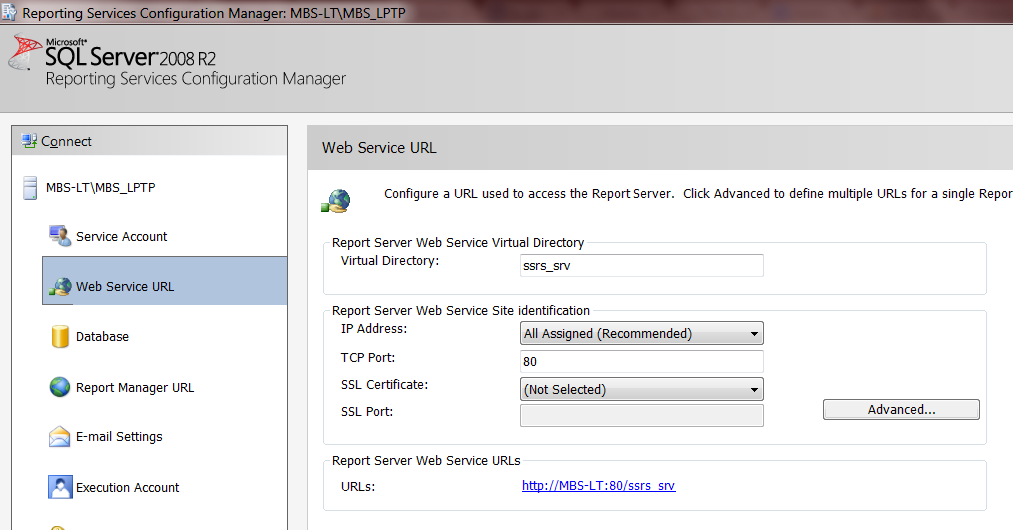 Reporting Services Configuration Manager: MBS-LT\MBS_LPTP
Microsoft®
SQL Server® 2008 R2
Reporting Services Configuration Manager
Connect
MBS-LT\MBS_LPTP
Service Account
Web Service URL
Database
Report Manager URL
E-mail Settings
Execution Account
Web Service URL
Configure a URL used to access the Report Server. Click Advanced to define multiple URLs for a single Repor
Report Server Web Service Virtual Directory
Virtual Directory: ssrs_srv
Report Server Web Service Site identification
IP Address: All Assigned (Recommended)
TCP Port: 80
SSL Certificate: (Not Selected)
SSL Port:
Advanced...
Report Server Web Service URLs
URLs: http://MBS-LT:80/ssrs_srv